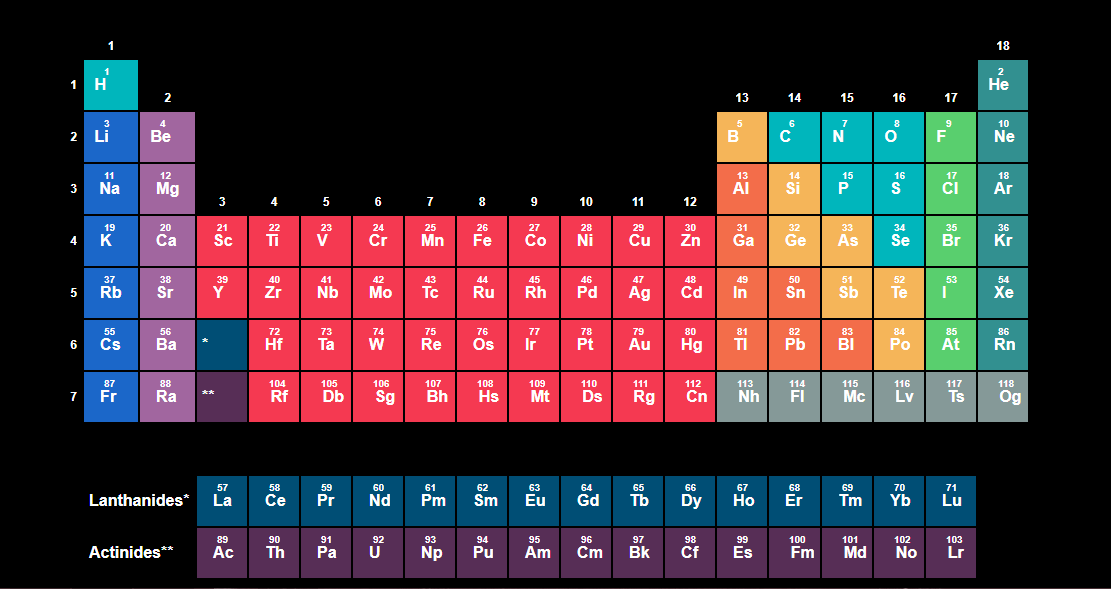 1 18
1 1 H 2 He
2 13 14 15 16 17
2 3 Li 4 Be 5 B 6 C 7 N 8 O 9 F 10 Ne
3 11 Na 12 Mg 13 Al 14 Si 15 P 16 S 17 Cl 18 Ar
3 4 5 6 7 8 9 10 11 12
4 19 K 20 Ca 21 Sc 22 Ti 23 V 24 Cr 25 Mn 26 Fe 27 Co 28 Ni 29 Cu 30 Zn 31 Ga 32 Ge 33 As 34 Se 35 Br 36 Kr
5 37 Rb 38 Sr 39 Y 40 Zr 41 Nb 42 Mo 43 Tc 44 Ru 45 Rh 46 Pd 47 Ag 48 Cd 49 In 50 Sn 51 Sb 52 Te 53 I 54 Xe
6 55 Cs 56 Ba * 72 Hf 73 Ta 74 W 75 Re 76 Os 77 Ir 78 Pt 79 Au 80 Hg 81 Tl 82 Pb 83 BI 84 Po 85 At 86 Rn
7 87 Fr 88 Ra ** 104 Rf 105 Db 106 Sg 107 Bh 108 Hs 109 Mt 110 Ds 111 Rg 112 Cn 113 Nh 114 Fl 115 Mc 116 Lv 117 Ts 118 Og
Lanthanides* 57 La 58 Ce 59 Pr 60 Nd 61 Pm 62 Sm 63 Eu 64 Gd 65 Tb 66 Dy 67 Ho 68 Er 69 Tm 70 Yb 71 Lu
Actinides** 89 Ac 90 Th 91 Pa 92 U 93 Np 94 Pu 95 Am 96 Cm 97 Bk 98 Cf 99 Es 100 Fm 101 Md 102 No 103 Lr